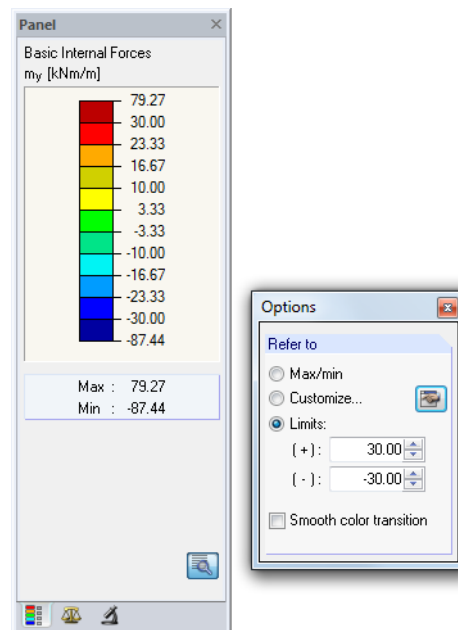 Panel
Basic Internal Forces
my [kNm/m]
79.27
30.00
23.33
16.67
10.00
3.33
-3.33
-10.00
-16.67
-23.33
-30.00
-87.44
Max : 79.27
Min : -87.44
Options
Refer to
Max/min
Customize...
Limits:
(+): 30.00
(-): -30.00
Smooth color transition